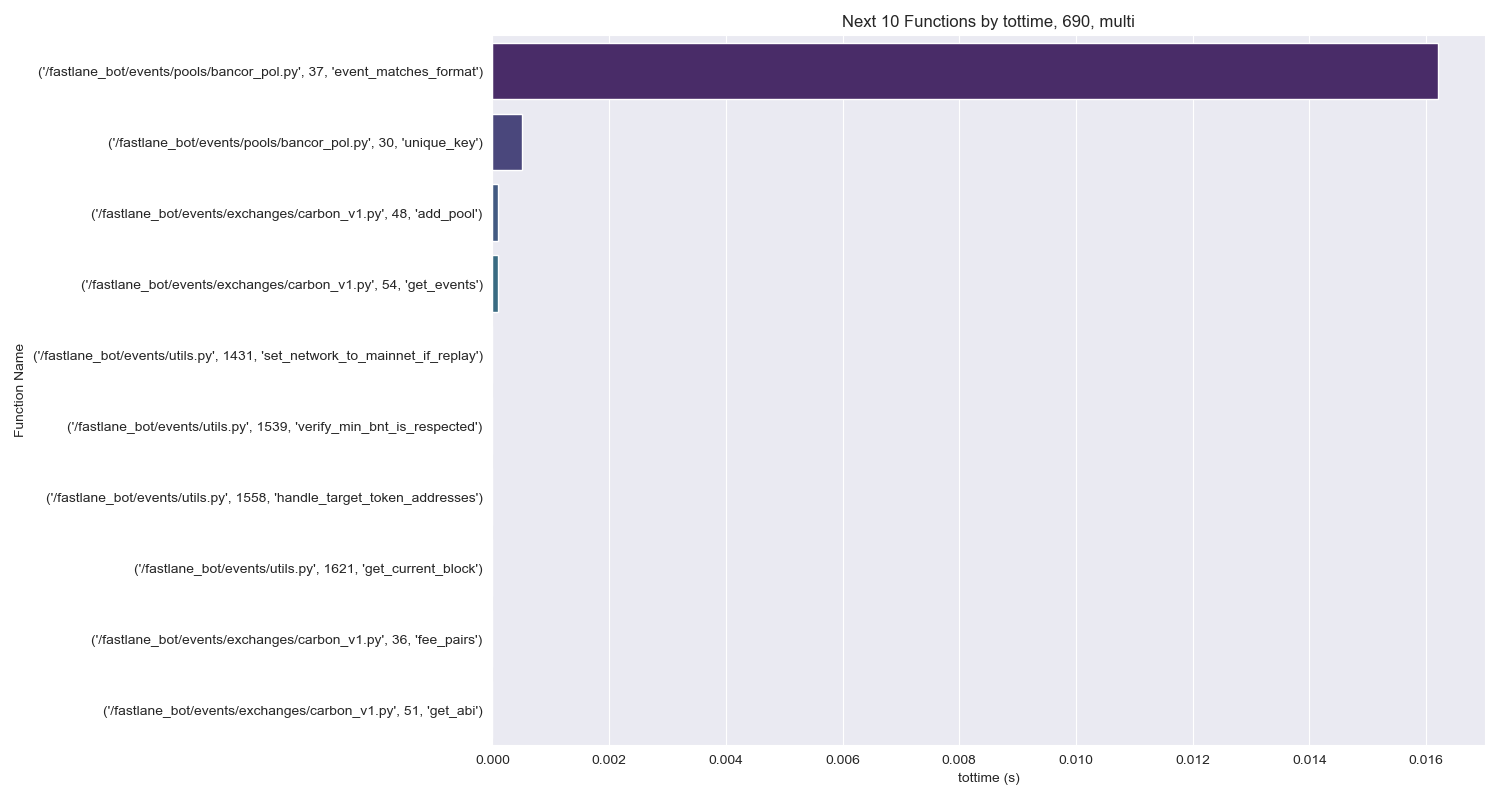 Next 10 Functions by tottime, 690, multi
('/fastlane_bot/events/pools/bancor_pol.py', 37, 'event_matches_format')
('/fastlane_bot/events/pools/bancor_pol.py', 30, 'unique_key')
('/fastlane_bot/events/exchanges/carbon_v1.py', 48, 'add_pool')
('/fastlane_bot/events/exchanges/carbon_v1.py', 54, 'get_events')
('/fastlane_bot/events/utils.py', 1431, 'set_network_to_mainnet_if_replay')
('/fastlane_bot/events/utils.py', 1539, 'verify_min_bnt_is_respected')
('/fastlane_bot/events/utils.py', 1558, 'handle_target_token_addresses')
('/fastlane_bot/events/utils.py', 1621, 'get_current_block')
('/fastlane_bot/events/exchanges/carbon_v1.py', 36, 'fee_pairs')
('/fastlane_bot/events/exchanges/carbon_v1.py', 51, 'get_abi')
Function Name
0.000 0.002 0.004 0.006 0.008 0.010 0.012 0.014 0.016
tottime (s)